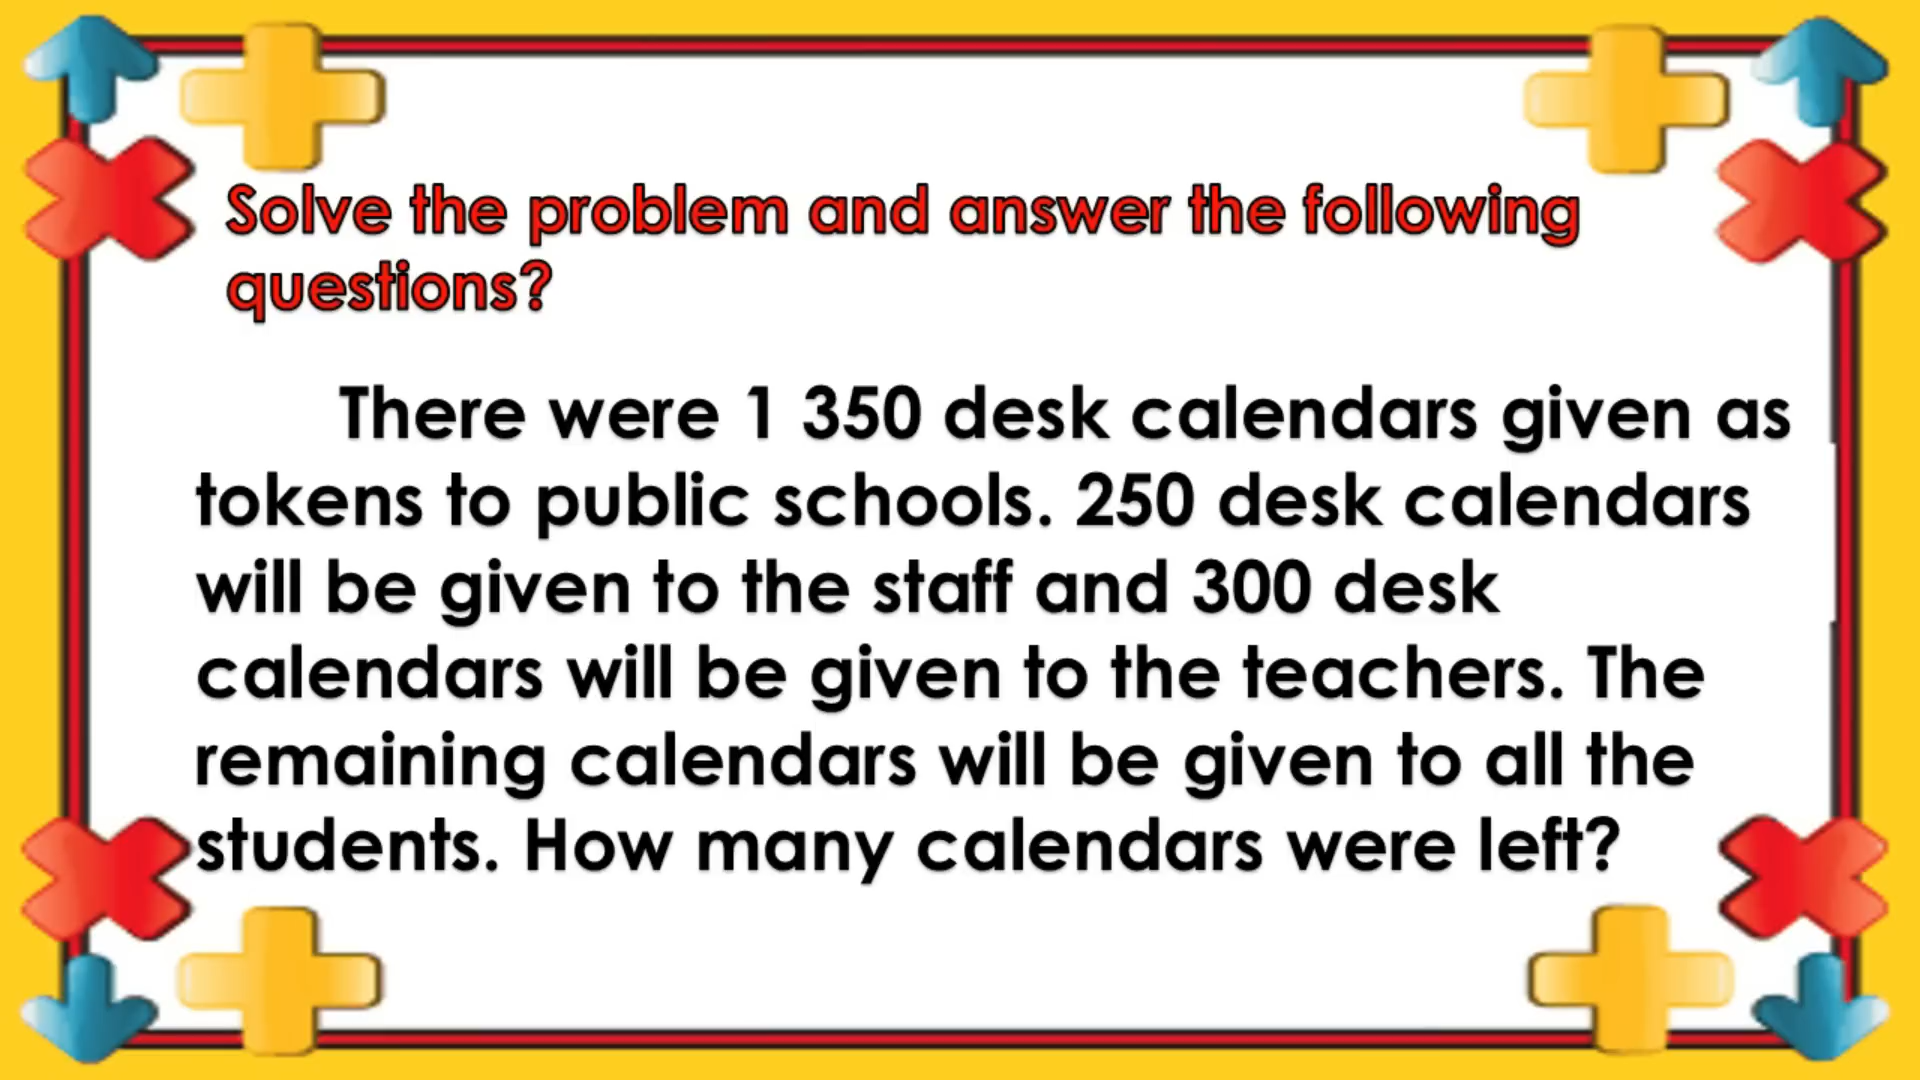 Solve the problem and answer the following
questions?
There were 1 350 desk calendars given as
tokens to public schools. 250 desk calendars
will be given to the staff and 300 desk
calendars will be given to the teachers. The
remaining calendars will be given to all the
students. How many calendars were left?